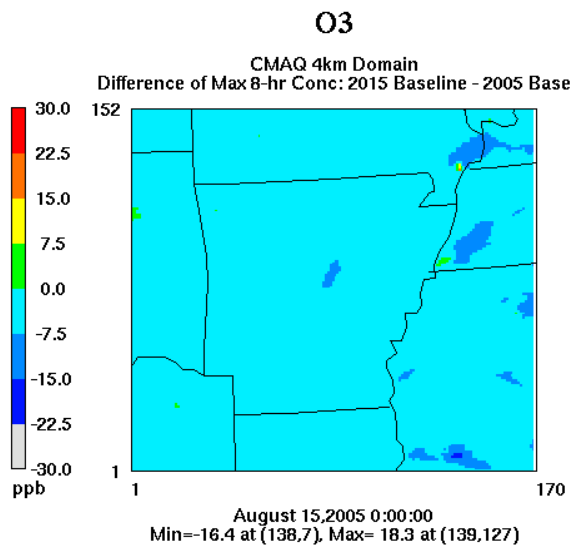 O3
CMAQ 4km Domain
Difference of Max 8-hr Conc: 2015 Baseline - 2005 Base
30.0
22.5
15.0
7.5
0.0
-7.5
-15.0
-22.5
-30.0
ppb
152
1
1
170
August 15,2005 0:00:00
Min=-16.4 at (138,7), Max= 18.3 at (139,127)